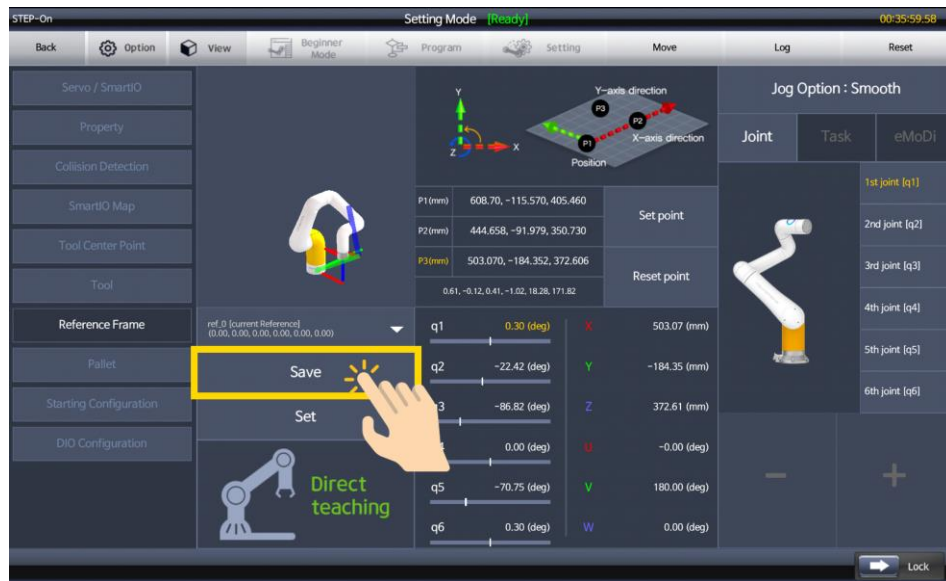 STEP-On
Setting Mode [Ready]
00:35:59.58
Back
Option
View
Beginner
Mode
Program
Setting
Move
Log
Reset
Servo / SmartIO
Property
Collision Detection
SmartIO Map
Tool Center Point
Tool
Reference Frame
Pallet
Starting Configuration
DIO Configuration
ref_0 [current Reference]
(0.00, 0.00, 0.00, 0.00, 0.00, 0.00)
Save
Set
Direct
teaching
Y
X
Z
Y-axis direction
P3
P2
P1
X-axis direction
Position
P1(mm) 608.70, -115.570, 405.460
P2(mm) 444.658, -91.979, 350.730
P3(mm) 503.070, -184.352, 372.606
0.61, -0.12, 0.41, -1.02, 18.28, 171.82
Set point
Reset point
q1 0.30 (deg) X 503.07 (mm)
q2 -22.42 (deg) Y -184.35 (mm)
3 -86.82 (deg) Z 372.61 (mm)
0.00 (deg) U -0.00 (deg)
q5 -70.75 (deg) V 180.00 (deg)
q6 0.30 (deg) W 0.00 (deg)
Jog Option : Smooth
Joint
Task
eMoDi
1st joint [q1]
2nd joint [q2]
3rd joint [q3]
4th joint [q4]
5th joint [q5]
6th joint [q6]
-
+
Lock